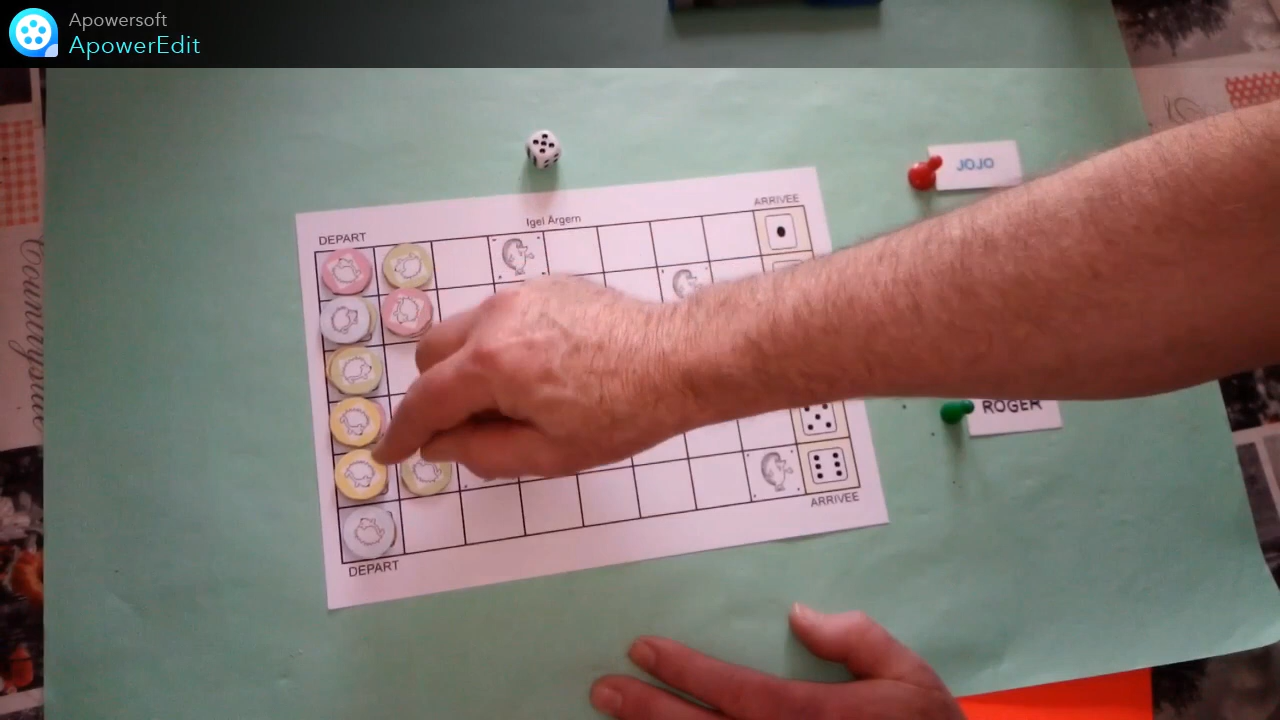 Apowersoft
ApowerEdit
JOJO
ARRIVEE
Igel Ärgern
DEPART
ROGER
ARRIVEE
DEPART